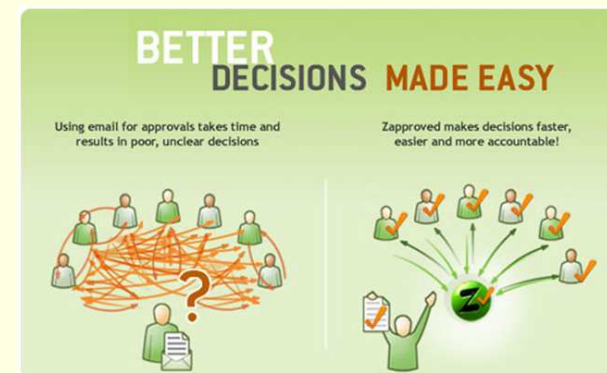 BETTER
DECISIONS MADE EASY
Using email for approvals takes time and
results in poor, unclear decisions
Zapproved makes decisions faster,
easier and more accountable!
?
Z